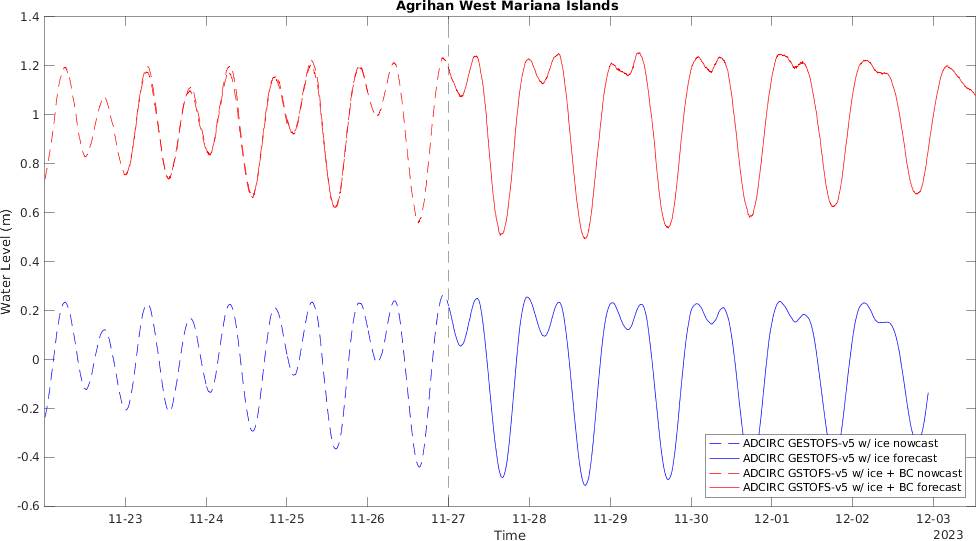 Agrihan West Mariana Islands
1.4
1.2
1
0.8
0.6
0.4
0.2
0
-0.2
-0.4
-0.6
Water Level (m)
ADCIRC GESTOFS-v5 w/ ice nowcast
ADCIRC GESTOFS-v5 w/ ice forecast
ADCIRC GSTOFS-v5 w/ ice + BC nowcast
ADCIRC GSTOFS-v5 w/ ice + BC forecast
11-23 11-24 11-25 11-26 11-27 11-28 11-29 11-30 12-01 12-02 12-03
Time
2023